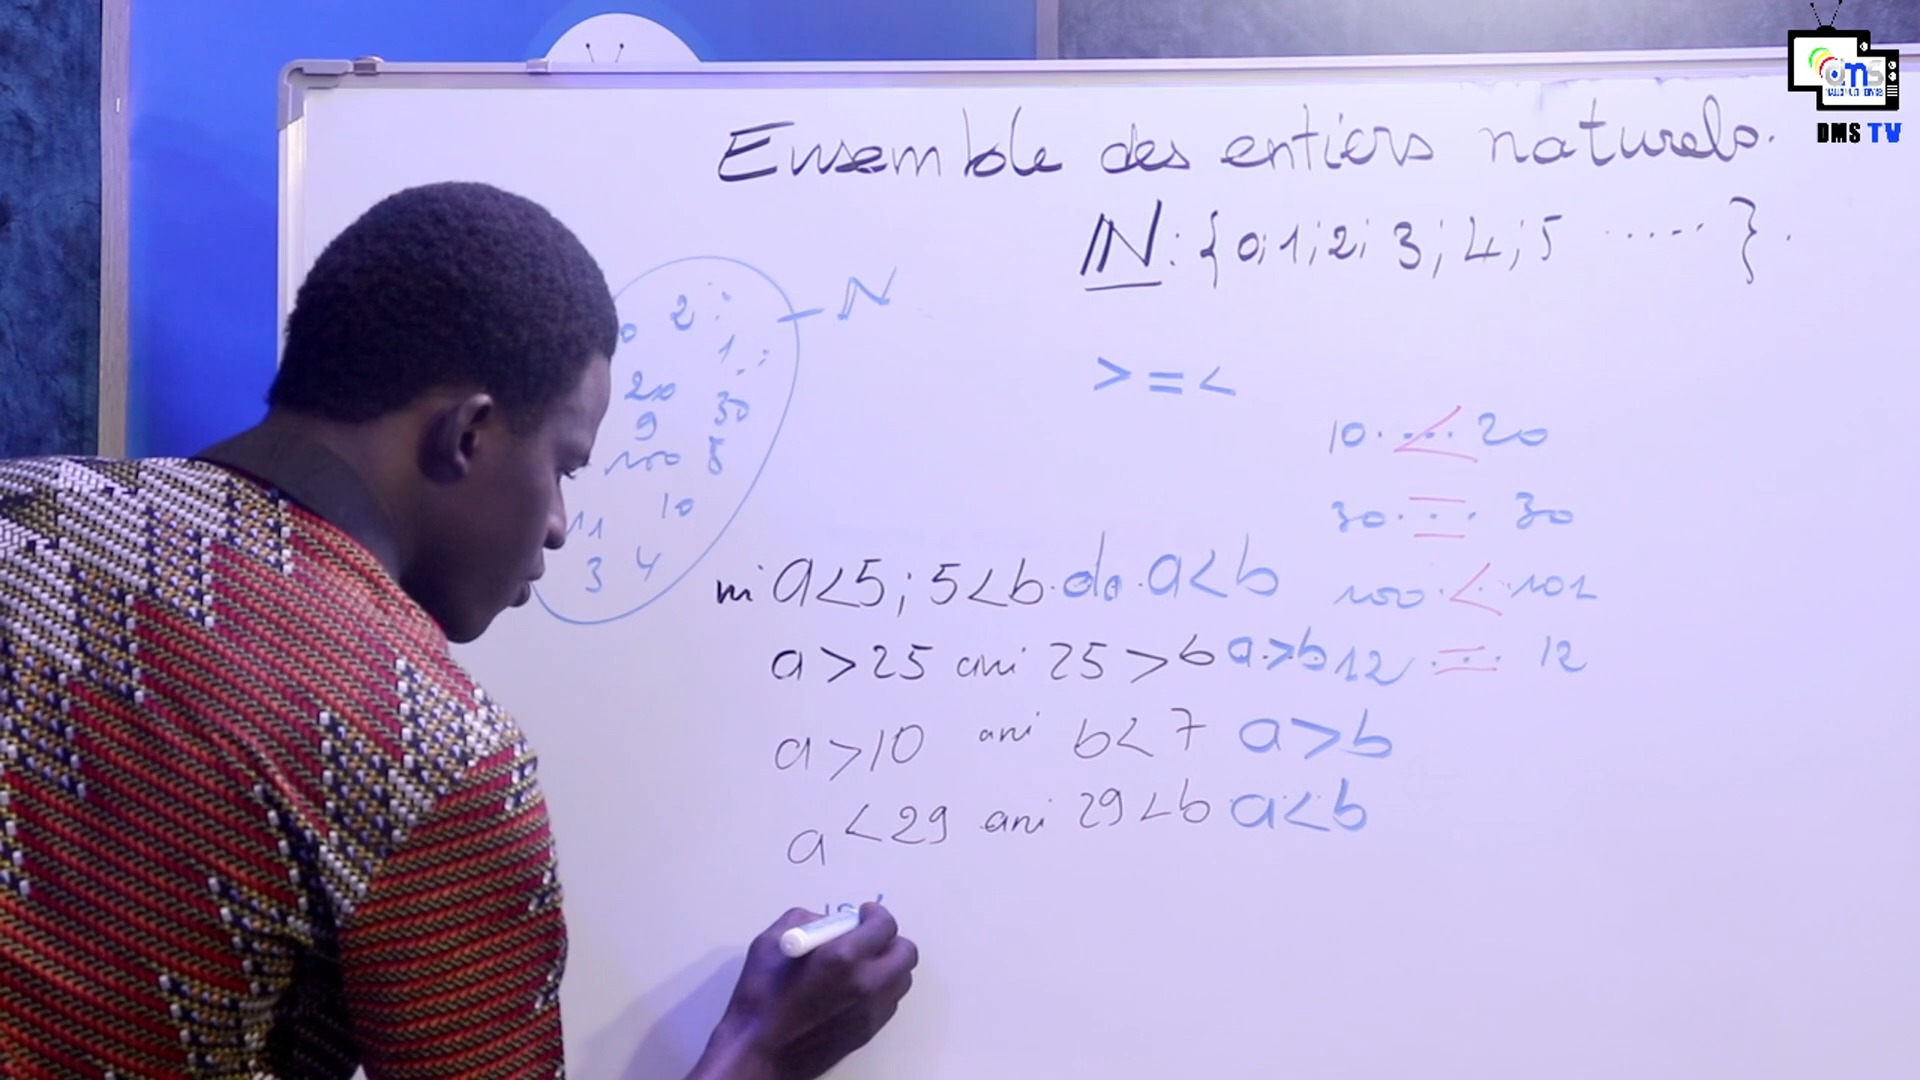 dms
DMS TV
Ensemble des entiers naturels.
IN : {0; 1; 2; 3; 4; 5 ...... }.
N
0 2
1
20 30
9
100 8
10
11
3 4
> = <
10 < 20
30 = 30
100 < 101
12 = 12
ni a<5 ; 5<b . do . a<b
a > 25 ani 25 > b a>b
a > 10 ani b < 7 a > b
a < 29 ani 29 < b a < b